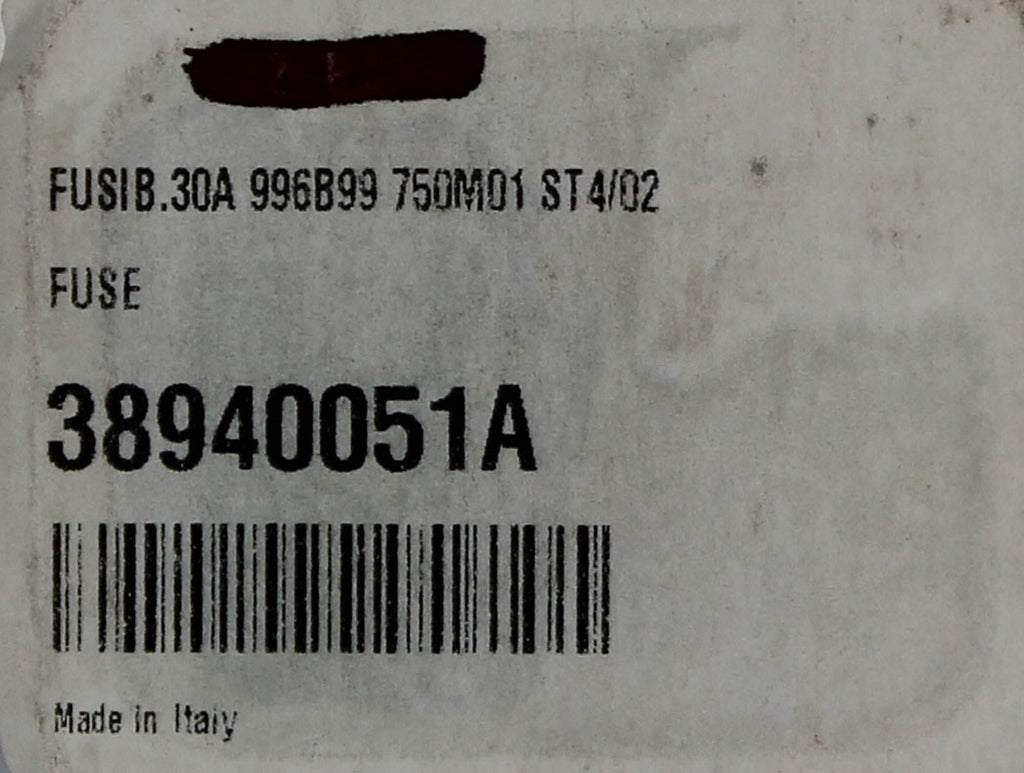 FUSIB.30A 996B99 750M01 ST4/02
FUSE
38940051A
Made in Italy